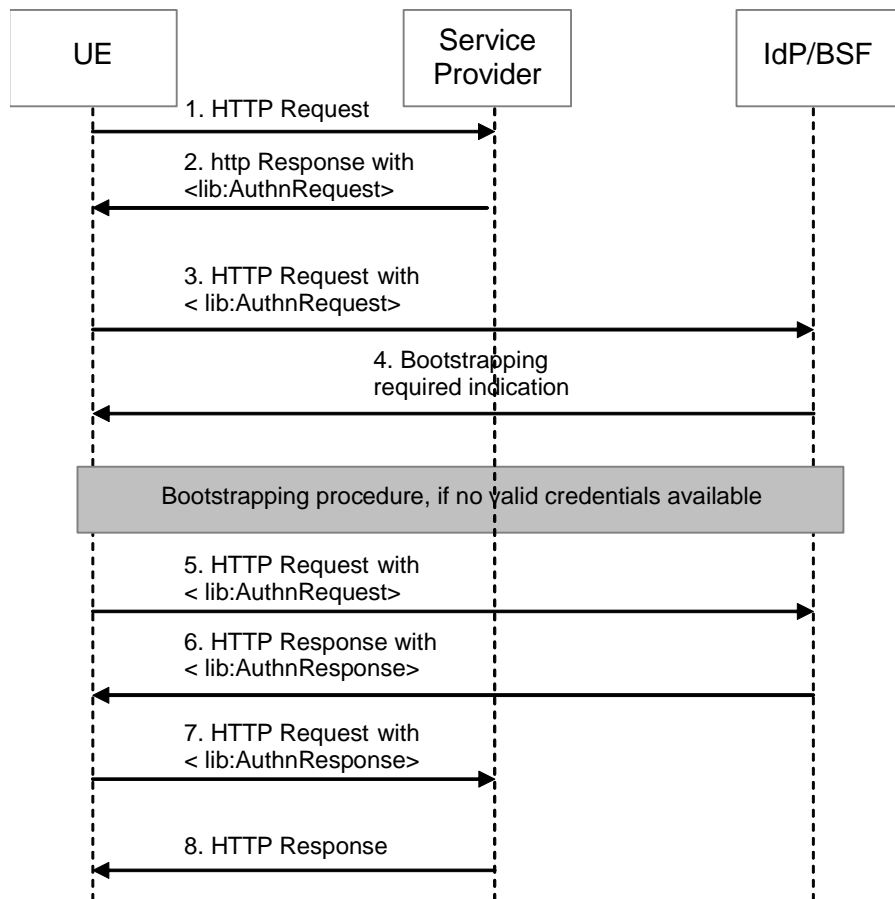 UE
Service
Provider
IdP/BSF
1. HTTP Request
2. http Response with
<lib:AuthnRequest>
3. HTTP Request with
< lib:AuthnRequest>
4. Bootstrapping
required indication
Bootstrapping procedure, if no valid credentials available
5. HTTP Request with
< lib:AuthnRequest>
6. HTTP Response with
< lib:AuthnResponse>
7. HTTP Request with
< lib:AuthnResponse>
8. HTTP Response